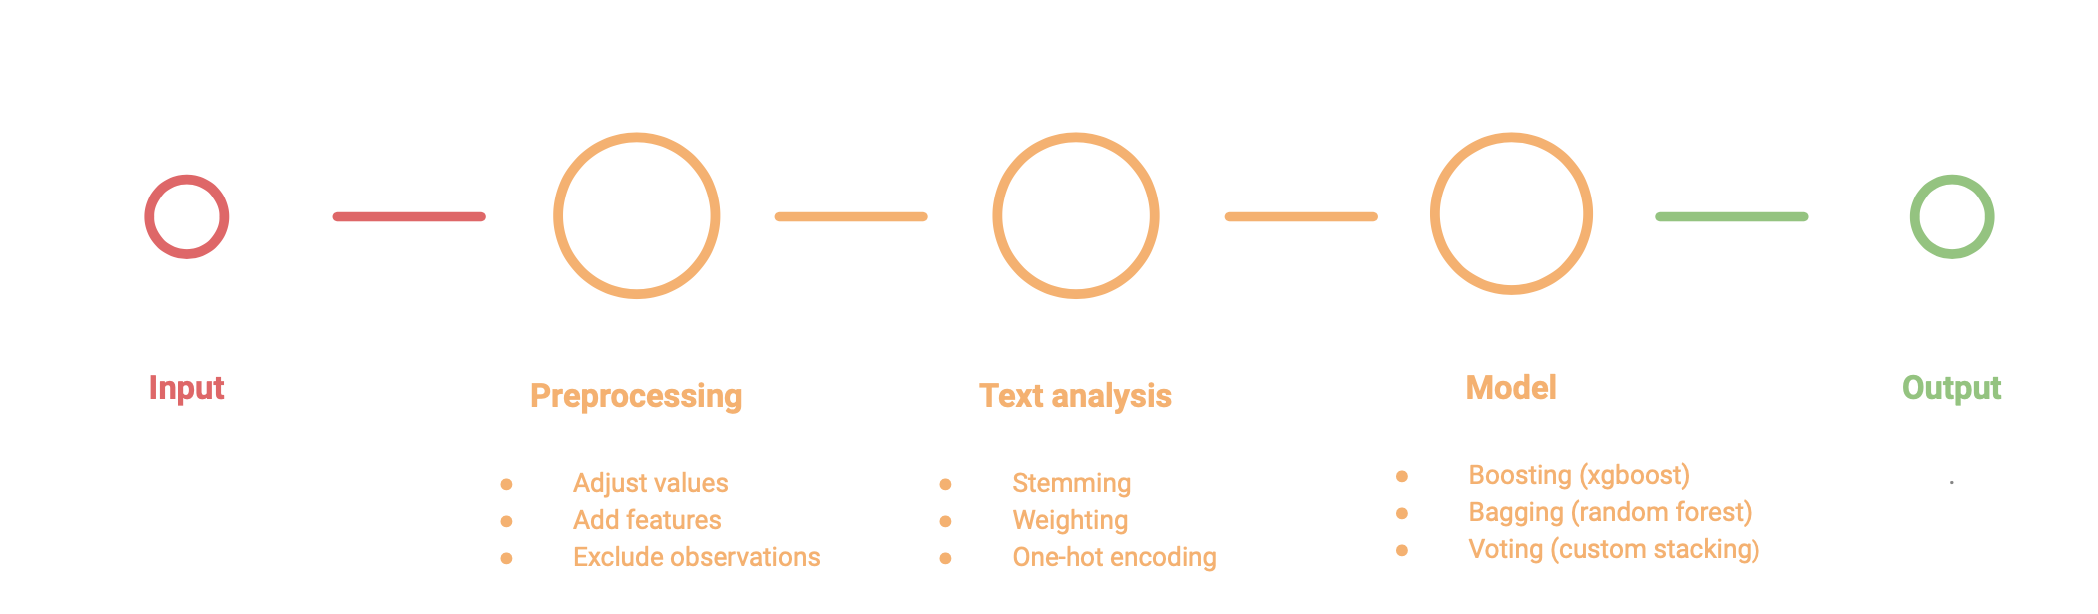 Input
Preprocessing
• Adjust values
• Add features
• Exclude observations
Text analysis
• Stemming
• Weighting
• One-hot encoding
Model
• Boosting (xgboost)
• Bagging (random forest)
• Voting (custom stacking)
Output
.